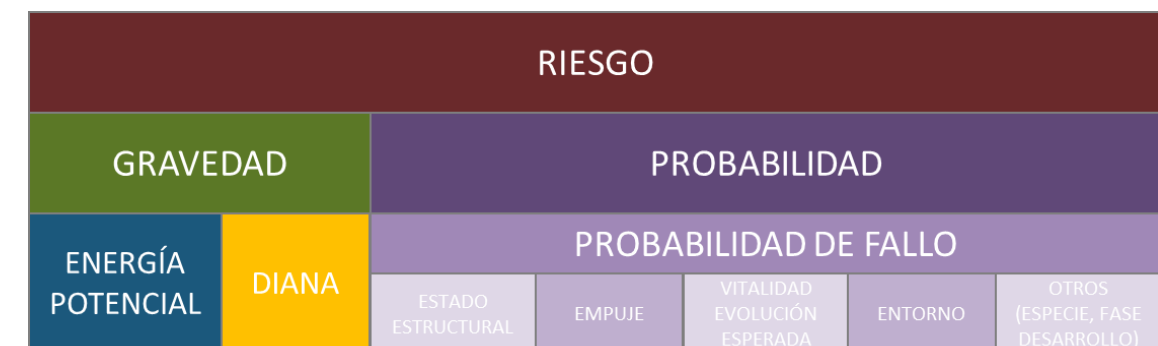 RIESGO
GRAVEDAD
PROBABILIDAD
ENERGÍA
POTENCIAL
DIANA
PROBABILIDAD DE FALLO
ESTADO
ESTRUCTURAL
EMPUJE
VITALIDAD
EVOLUCIÓN
ESPERADA
ENTORNO
OTROS
(ESPECIE, FASE
DESARROLLO)